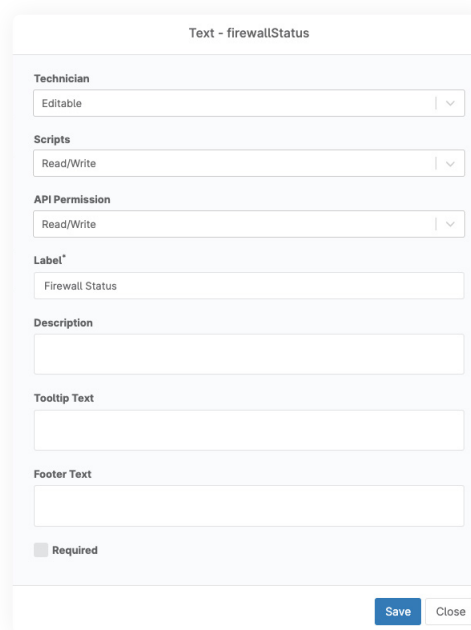 Text - firewallStatus
Technician
Editable
Scripts
Read/Write
API Permission
Read/Write
Label*
Firewall Status
Description
Tooltip Text
Footer Text
Required
Save Close